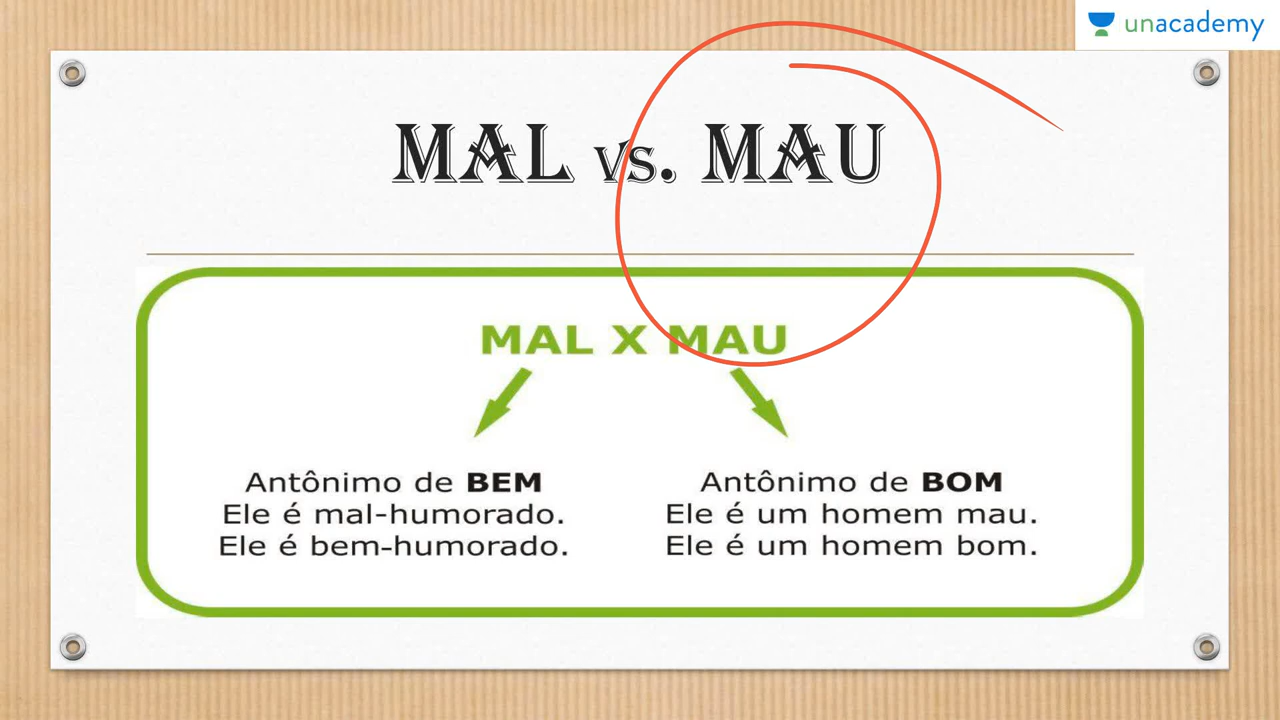 unacademy
MAL vs. MAU
MAL X MAU
Antônimo de BEM
Ele é mal-humorado.
Ele é bem-humorado.
Antônimo de BOM
Ele é um homem mau.
Ele é um homem bom.